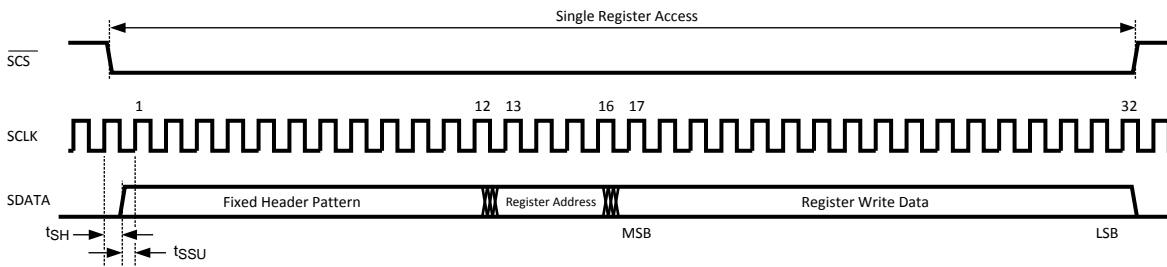 Single Register Access
SCS
1 12 13 16 17 32
SCLK
SDATA Fixed Header Pattern Register Address Register Write Data
tSH MSB LSB
tSSU